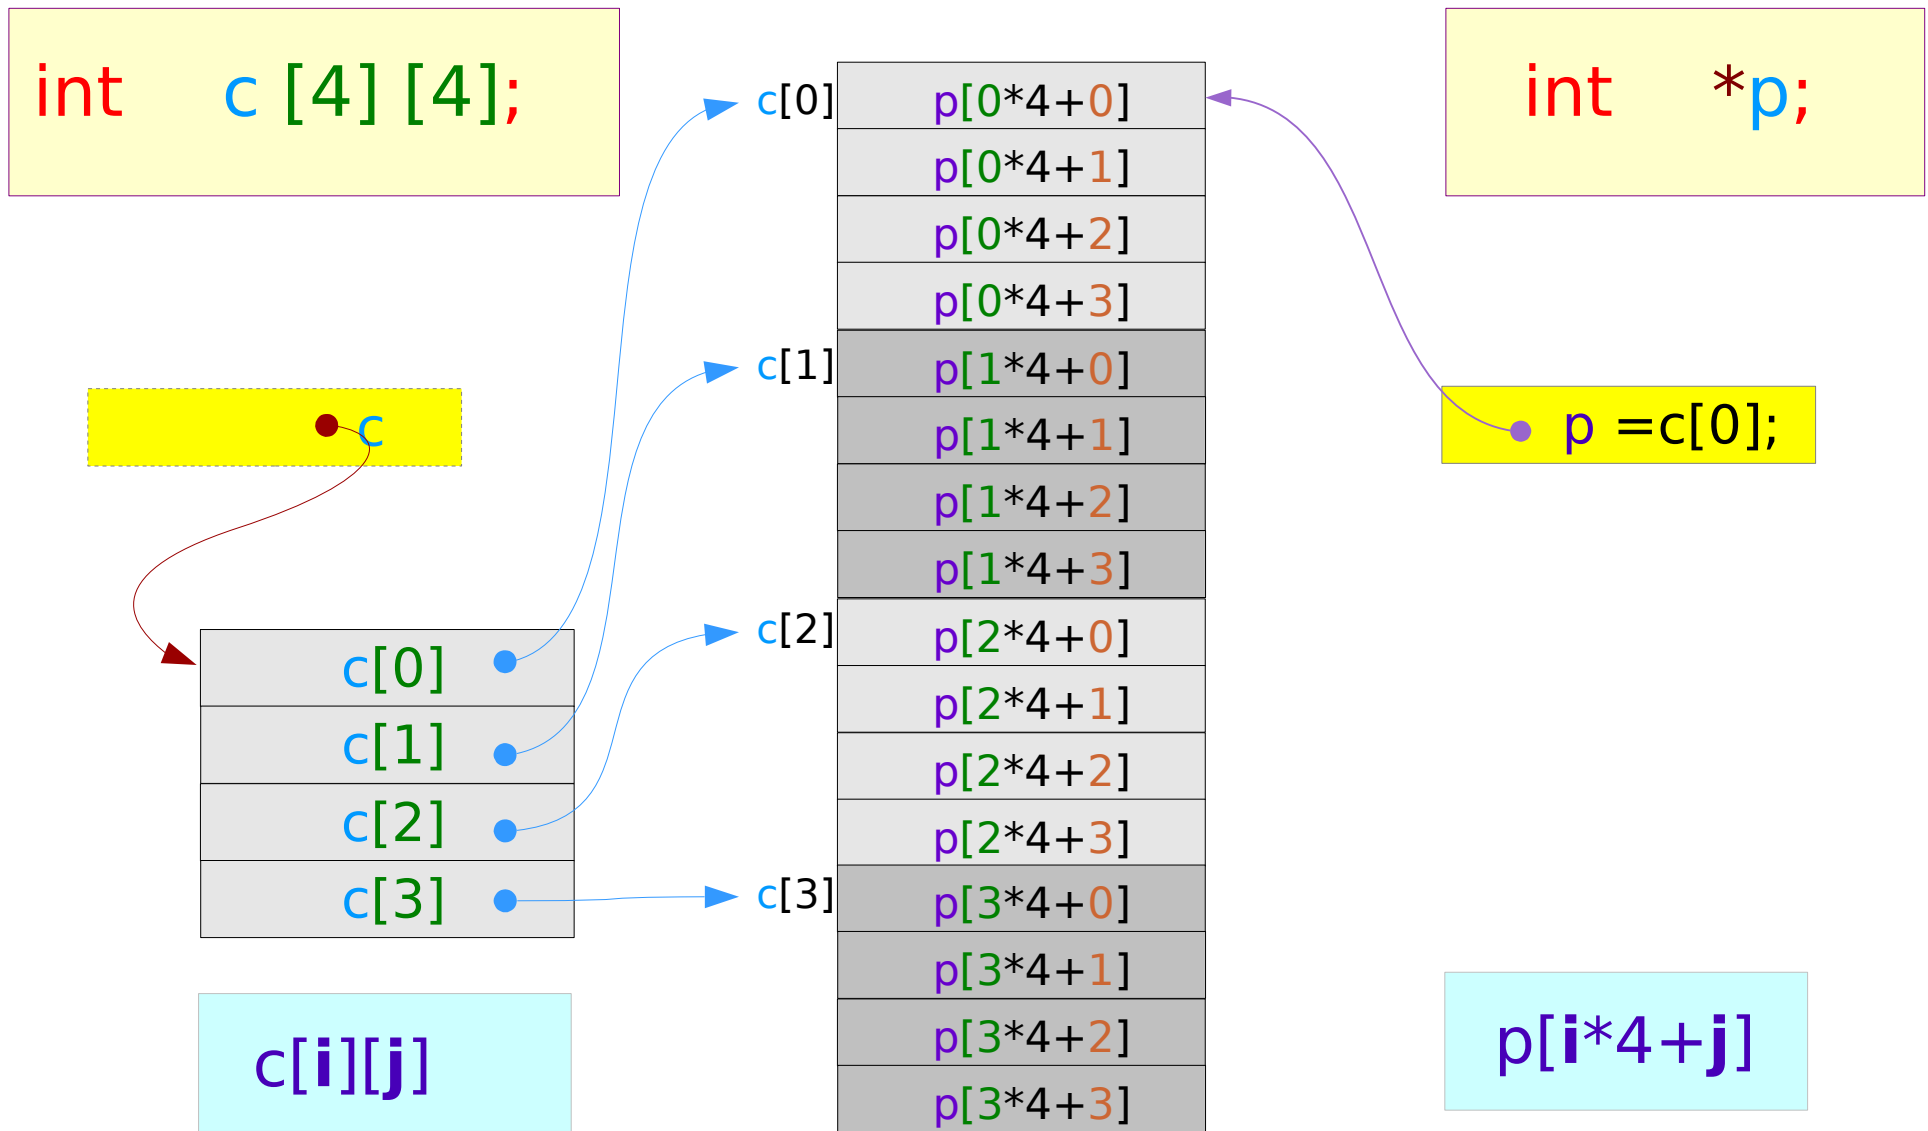 int c [4] [4];
int *p;
c[0]
p[0*4+0]
p[0*4+1]
p[0*4+2]
p[0*4+3]
c[1]
p[1*4+0]
p[1*4+1]
p[1*4+2]
p[1*4+3]
c[2]
p[2*4+0]
p[2*4+1]
p[2*4+2]
p[2*4+3]
c[3]
p[3*4+0]
p[3*4+1]
p[3*4+2]
p[3*4+3]
c
p =c[0];
c[0]
c[1]
c[2]
c[3]
c[i][j]
p[i*4+j]